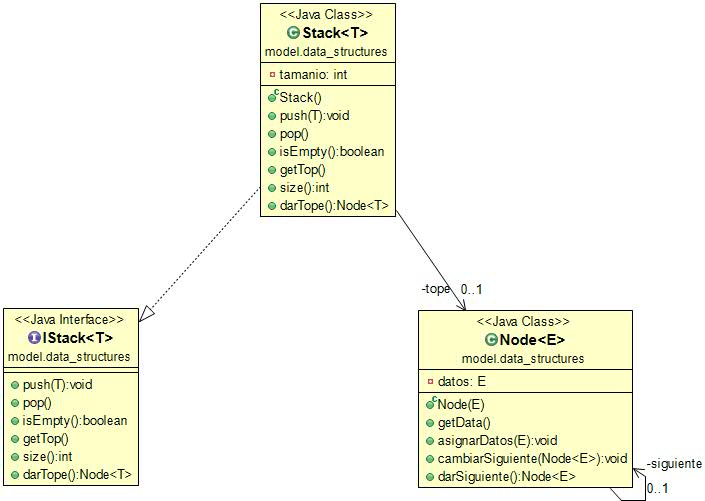 <<Java Class>>
Stack<T>
model.data_structures
tamanio: int
Stack()
push(T):void
pop()
isEmpty():boolean
getTop()
size():int
darTope():Node<T>
-tope 0..1
<<Java Interface>>
IStack<T>
model.data_structures
push(T):void
pop()
isEmpty():boolean
getTop()
size():int
darTope():Node<T>
<<Java Class>>
Node<E>
model.data_structures
datos: E
Node(E)
getData()
asignarDatos(E):void
cambiarSiguiente(Node<E>):void
darSiguiente():Node<E>
-siguiente
0..1